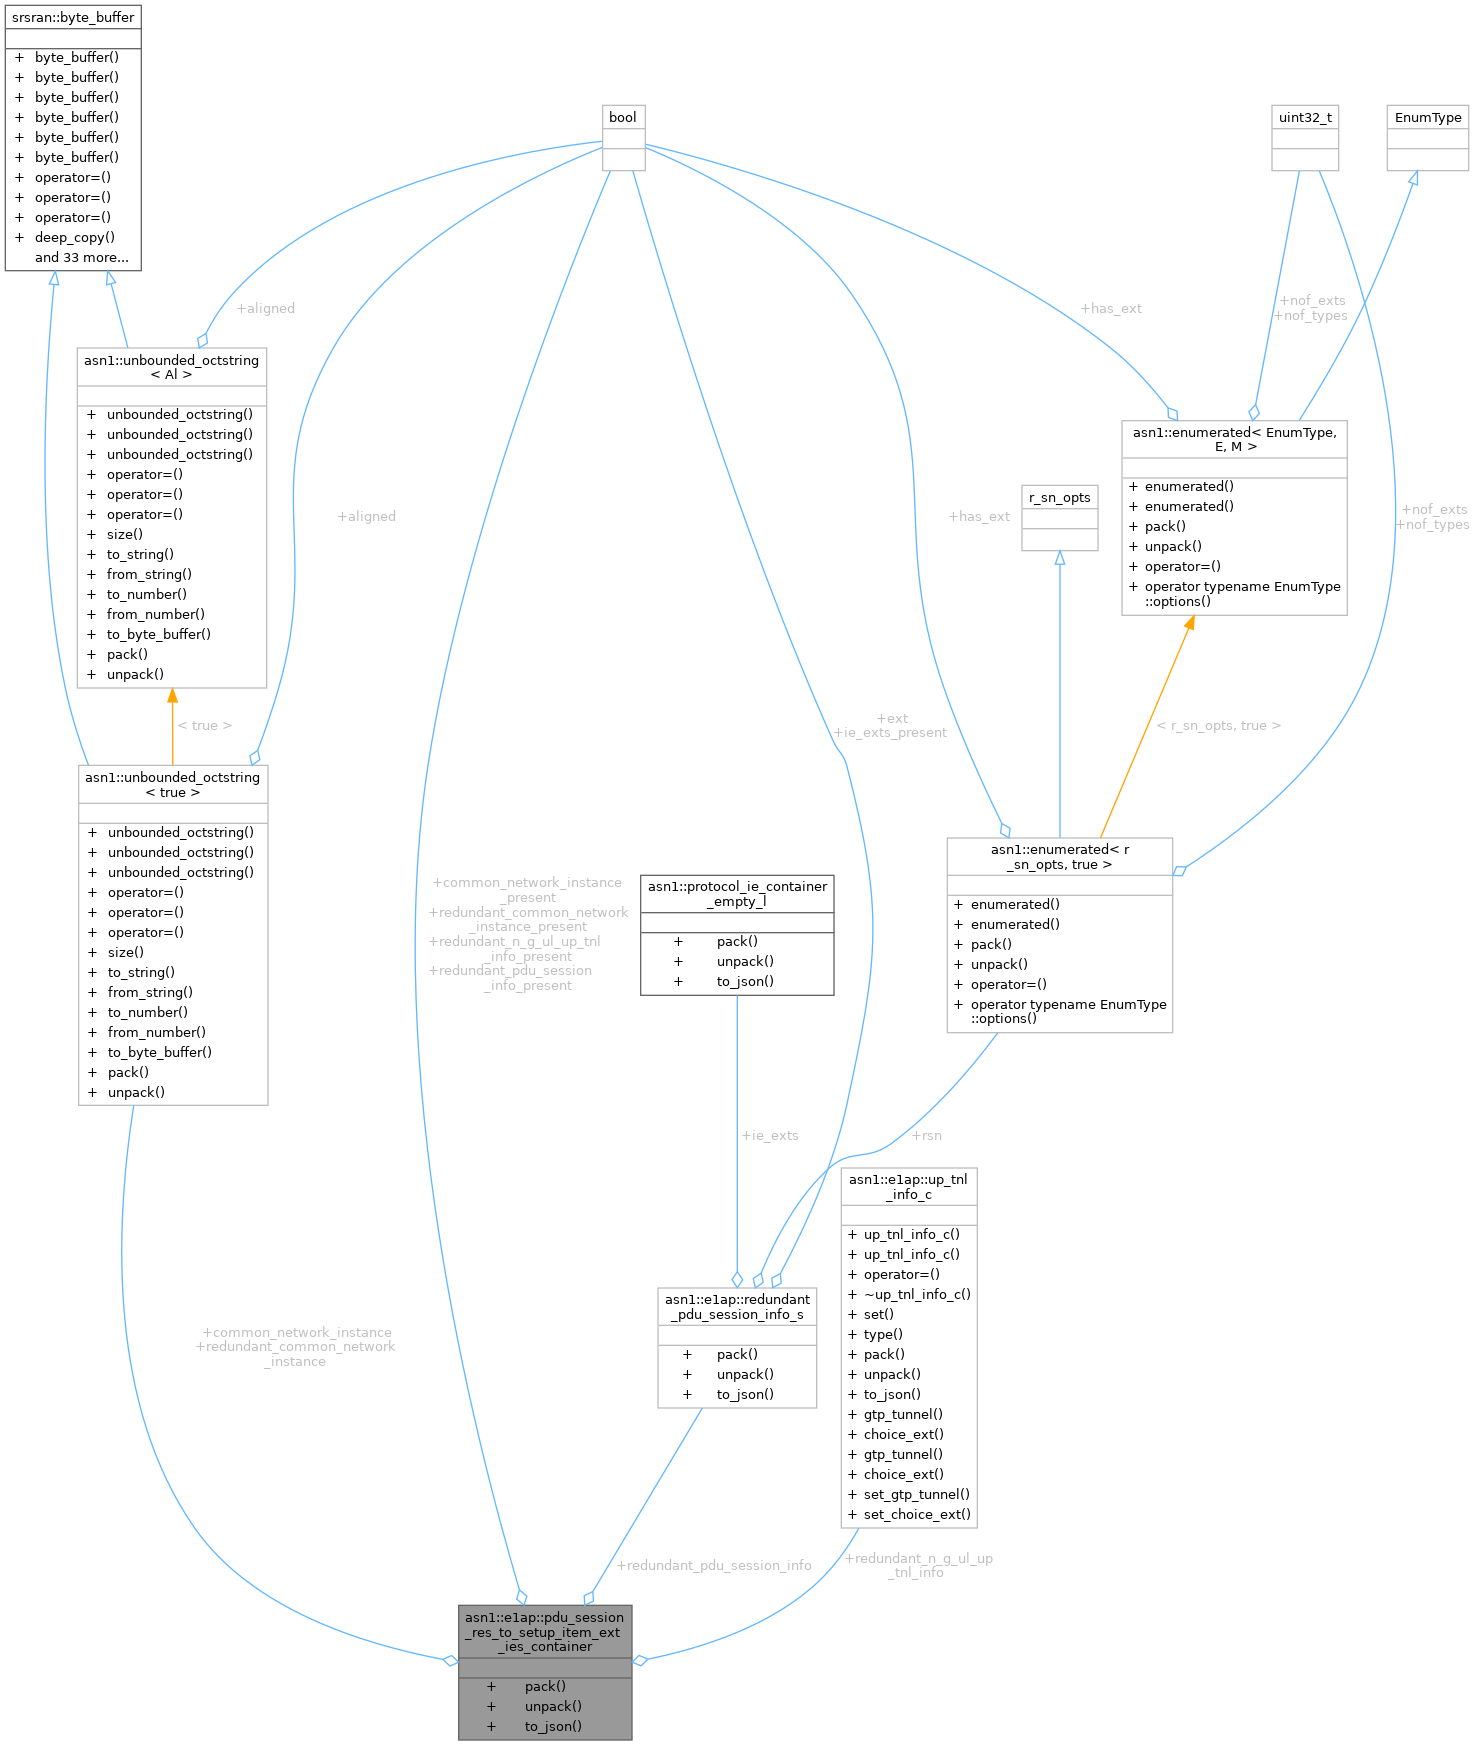 srsran::byte_buffer
+ byte_buffer()
+ byte_buffer()
+ byte_buffer()
+ byte_buffer()
+ byte_buffer()
+ byte_buffer()
+ operator=()
+ operator=()
+ operator=()
+ deep_copy()
and 33 more...
bool
uint32_t
EnumType
+aligned
+has_ext
+nof_exts
+nof_types
asn1::unbounded_octstring
< Al >
+ unbounded_octstring()
+ unbounded_octstring()
+ unbounded_octstring()
+ operator=()
+ operator=()
+ operator=()
+ size()
+ to_string()
+ from_string()
+ to_number()
+ from_number()
+ to_byte_buffer()
+ pack()
+ unpack()
+aligned
+has_ext
r_sn_opts
asn1::enumerated< EnumType,
E, M >
+ enumerated()
+ enumerated()
+ pack()
+ unpack()
+ operator=()
+ operator typename EnumType
::options()
+nof_exts
+nof_types
< true >
+ext
+ie_exts_present
< r_sn_opts, true >
asn1::unbounded_octstring
< true >
+ unbounded_octstring()
+ unbounded_octstring()
+ unbounded_octstring()
+ operator=()
+ operator=()
+ operator=()
+ size()
+ to_string()
+ from_string()
+ to_number()
+ from_number()
+ to_byte_buffer()
+ pack()
+ unpack()
+common_network_instance
_present
+redundant_common_network
_instance_present
+redundant_n_g_ul_up_tnl
_info_present
+redundant_pdu_session
_info_present
asn1::protocol_ie_container
_empty_l
+ pack()
+ unpack()
+ to_json()
asn1::enumerated< r
_sn_opts, true >
+ enumerated()
+ enumerated()
+ pack()
+ unpack()
+ operator=()
+ operator typename EnumType
::options()
+ie_exts
+rsn
asn1::e1ap::up_tnl
_info_c
+ up_tnl_info_c()
+ up_tnl_info_c()
+ operator=()
+ ~up_tnl_info_c()
+ set()
+ type()
+ pack()
+ unpack()
+ to_json()
+ gtp_tunnel()
+ choice_ext()
+ gtp_tunnel()
+ choice_ext()
+ set_gtp_tunnel()
+ set_choice_ext()
asn1::e1ap::redundant
_pdu_session_info_s
+ pack()
+ unpack()
+ to_json()
+common_network_instance
+redundant_common_network
_instance
+redundant_pdu_session_info
+redundant_n_g_ul_up
_tnl_info
asn1::e1ap::pdu_session
_res_to_setup_item_ext
_ies_container
+ pack()
+ unpack()
+ to_json()